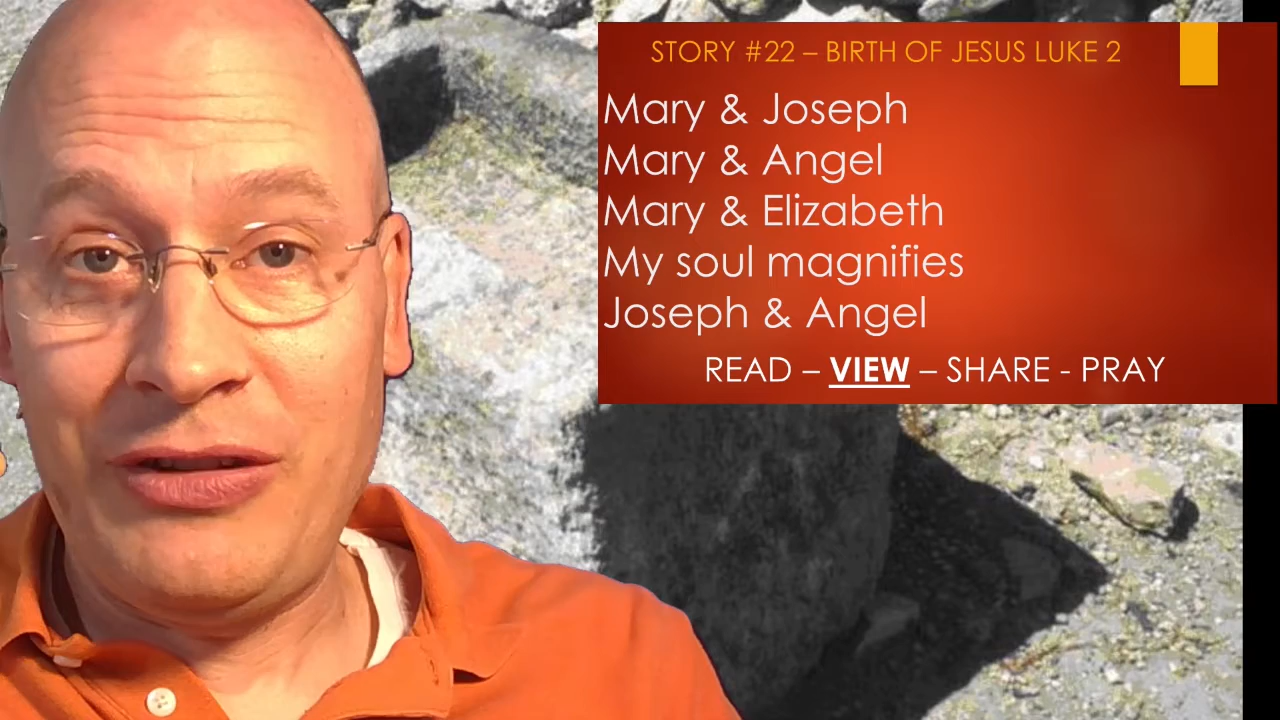 STORY #22 – BIRTH OF JESUS LUKE 2
Mary & Joseph
Mary & Angel
Mary & Elizabeth
My soul magnifies
Joseph & Angel
READ – VIEW – SHARE - PRAY